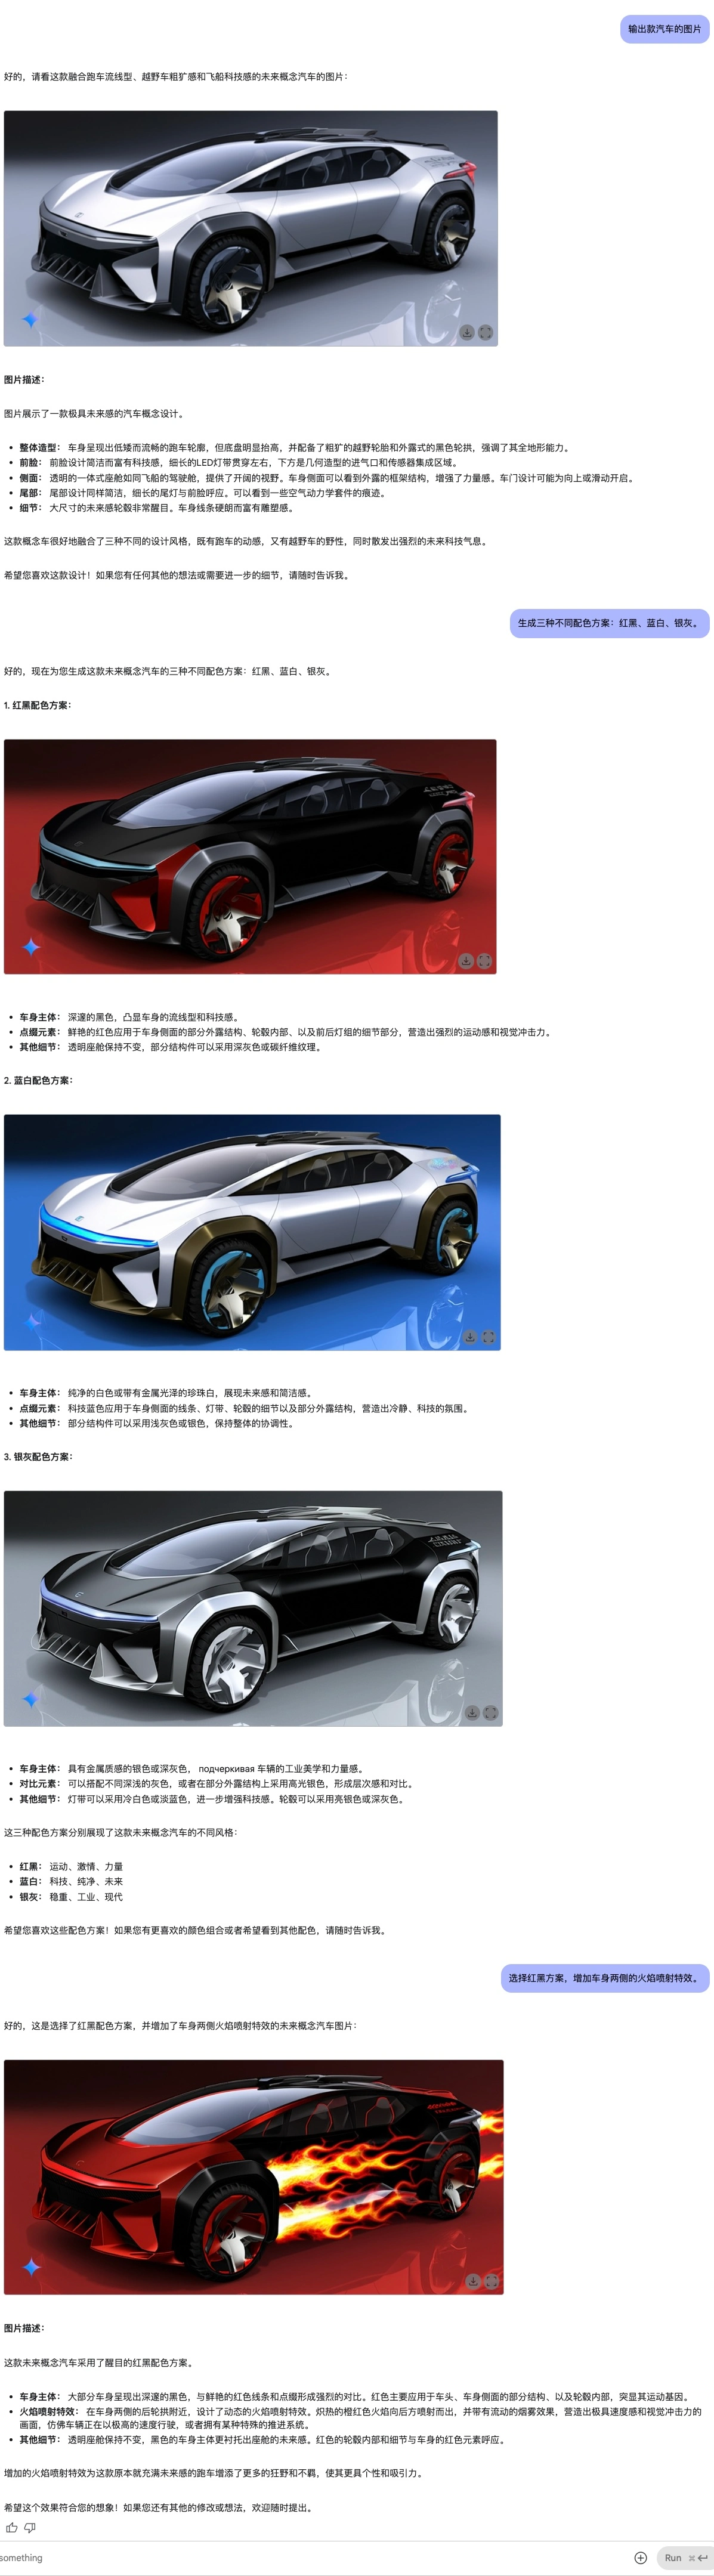 输出款汽车的图片
好的，请看这款融合跑车流线型、越野车粗犷感和飞船科技感的未来概念汽车的图片：
图片描述：
图片展示了一款极具未来感的汽车概念设计。
整体造型： 车身呈现出低矮而流畅的跑车轮廓，但底盘明显抬高，并配备了粗犷的越野轮胎和外露式的黑色轮拱，强调了其全地形能力。
前脸： 前脸设计简洁而富有科技感，细长的LED灯带贯穿左右，下方是几何造型的进气口和传感器集成区域。
侧面： 透明的一体式座舱如同飞船的驾驶舱，提供了开阔的视野。车身侧面可以看到外露的框架结构，增强了力量感。车门设计可能为向上或滑动开启。
尾部： 尾部设计同样简洁，细长的尾灯与前脸呼应。可以看到一些空气动力学套件的痕迹。
细节： 大尺寸的未来感轮毂非常醒目。车身线条硬朗而富有雕塑感。
这款概念车很好地融合了三种不同的设计风格，既有跑车的动感，又有越野车的野性，同时散发出强烈的未来科技气息。
希望您喜欢这款设计！如果您有任何其他的想法或需要进一步的细节，请随时告诉我。
生成三种不同配色方案：红黑、蓝白、银灰。
好的，现在为您生成这款未来概念汽车的三种不同配色方案：红黑、蓝白、银灰。
1. 红黑配色方案：
车身主体： 深邃的黑色，凸显车身的流线型和科技感。
点缀元素： 鲜艳的红色应用于车身侧面的部分外露结构、轮毂内部、以及前后灯组的细节部分，营造出强烈的运动感和视觉冲击力。
其他细节： 透明座舱保持不变，部分结构件可以采用深灰色或碳纤维纹理。
2. 蓝白配色方案：
车身主体： 纯净的白色或带有金属光泽的珍珠白，展现未来感和简洁感。
点缀元素： 科技蓝色应用于车身侧面的线条、灯带、轮毂的细节以及部分外露结构，营造出冷静、科技的氛围。
其他细节： 部分结构件可以采用浅灰色或银色，保持整体的协调性。
3. 银灰配色方案：
车身主体： 具有金属质感的银色或深灰色， подчеркивая 车辆的工业美学和力量感。
对比元素： 可以搭配不同深浅的灰色，或者在部分外露结构上采用高光银色，形成层次感和对比。
其他细节： 灯带可以采用冷白色或淡蓝色，进一步增强科技感。轮毂可以采用亮银色或深灰色。
这三种配色方案分别展现了这款未来概念汽车的不同风格：
红黑： 运动、激情、力量
蓝白： 科技、纯净、未来
银灰： 稳重、工业、现代
希望您喜欢这些配色方案！如果您有更喜欢的颜色组合或者希望看到其他配色，请随时告诉我。
选择红黑方案，增加车身两侧的火焰喷射特效。
好的，这是选择了红黑配色方案，并增加了车身两侧火焰喷射特效的未来概念汽车图片：
图片描述：
这款未来概念汽车采用了醒目的红黑配色方案。
车身主体： 大部分车身呈现出深邃的黑色，与鲜艳的红色线条和点缀形成强烈的对比。红色主要应用于车头、车身侧面的部分结构、以及轮毂内部，突显其运动基因。
火焰喷射特效： 在车身两侧的后轮拱附近，设计了动态的火焰喷射特效。炽热的橙红色火焰向后方喷射而出，并带有流动的烟雾效果，营造出极具速度感和视觉冲击力的
画面，仿佛车辆正在以极高的速度行驶，或者拥有某种特殊的推进系统。
其他细节： 透明座舱保持不变，黑色的车身主体更衬托出座舱的未来感。红色的轮毂内部和细节与车身的红色元素呼应。
增加的火焰喷射特效为这款原本就充满未来感的跑车增添了更多的狂野和不羁，使其更具个性和吸引力。
希望这个效果符合您的想象！如果您还有其他的修改或想法，欢迎随时提出。
something
Run ⌘ ↵